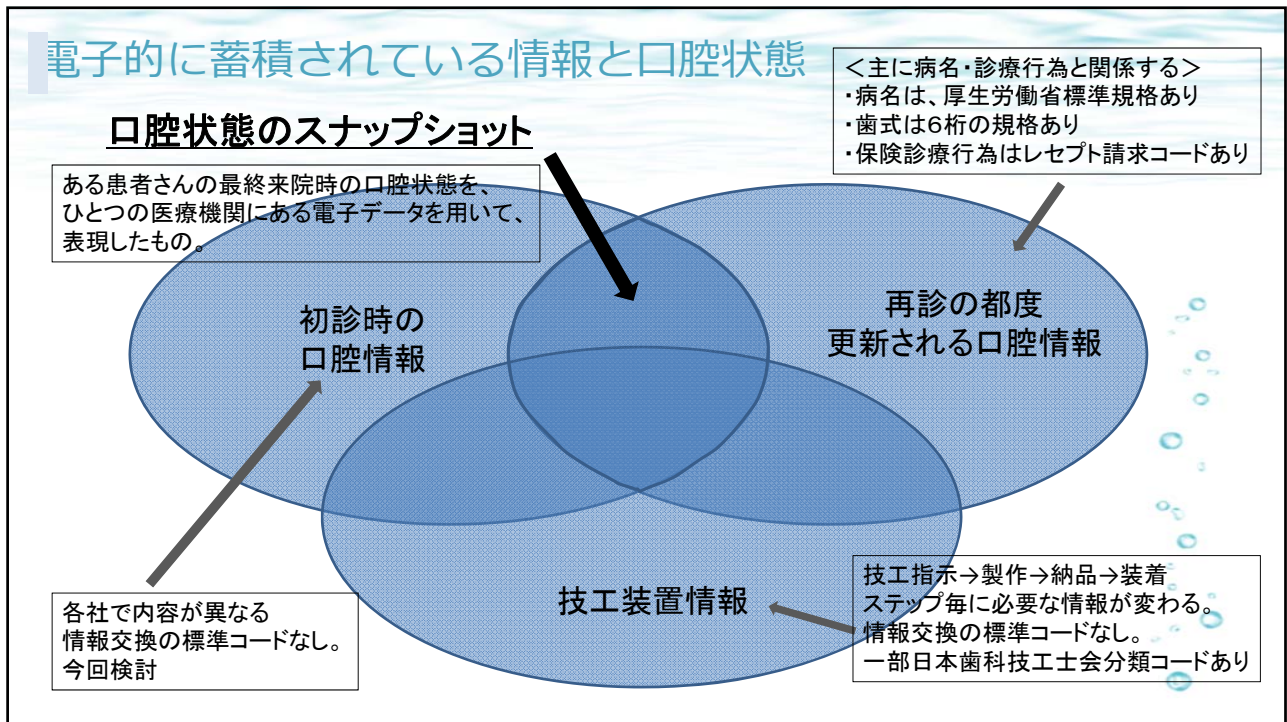 電子的に蓄積されている情報と口腔状態
口腔状態のスナップショット
ある患者さんの最終来院時の口腔状態を、
ひとつの医療機関にある電子データを用いて、
表現したもの。
＜主に病名・診療行為と関係する＞
・病名は、厚生労働省標準規格あり
・歯式は６桁の規格あり
・保険診療行為はレセプト請求コードあり
初診時の
口腔情報
再診の都度
更新される口腔情報
技工装置情報
各社で内容が異なる
情報交換の標準コードなし。
今回検討
技工指示→製作→納品→装着
ステップ毎に必要な情報が変わる。
情報交換の標準コードなし。
一部日本歯科技工士会分類コードあり